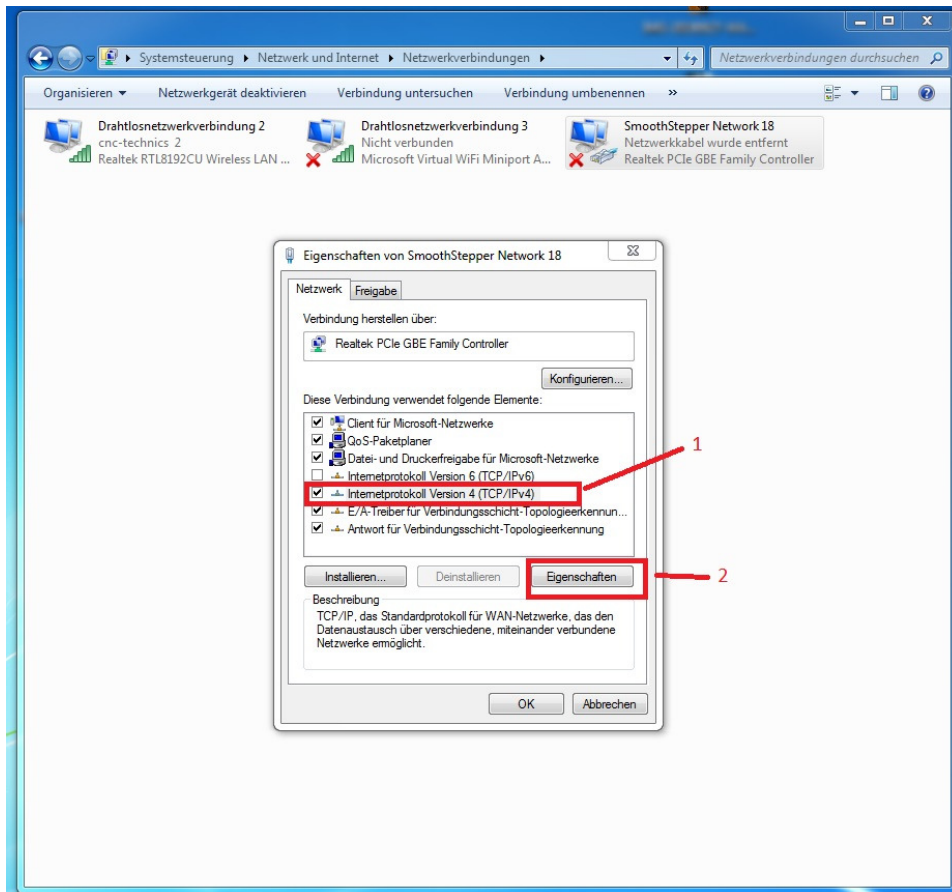 Systemsteuerung ▸ Netzwerk und Internet ▸ Netzwerkverbindungen ▸
Netzwerkverbindungen durchsuchen
Organisieren
Netzwerkgerät deaktivieren
Verbindung untersuchen
Verbindung umbenennen
»
Drahtlosnetzwerkverbindung 2
cnc-technics 2
Realtek RTL8192CU Wireless LAN ...
Drahtlosnetzwerkverbindung 3
Nicht verbunden
Microsoft Virtual WiFi Miniport A...
SmoothStepper Network 18
Netzwerkkabel wurde entfernt
Realtek PCIe GBE Family Controller
Eigenschaften von SmoothStepper Network 18
Netzwerk
Freigabe
Verbindung herstellen über:
Realtek PCIe GBE Family Controller
Konfigurieren...
Diese Verbindung verwendet folgende Elemente:
Client für Microsoft-Netzwerke
QoS-Paketplaner
Datei- und Druckerfreigabe für Microsoft-Netzwerke
Internetprotokoll Version 6 (TCP/IPv6)
Internetprotokoll Version 4 (TCP/IPv4)
E/A-Treiber für Verbindungsschicht-Topologieerkennun...
Antwort für Verbindungsschicht-Topologieerkennung
1
Installieren...
Deinstallieren
Eigenschaften
2
Beschreibung
TCP/IP, das Standardprotokoll für WAN-Netzwerke, das den
Datenaustausch über verschiedene, miteinander verbundene
Netzwerke ermöglicht.
OK
Abbrechen